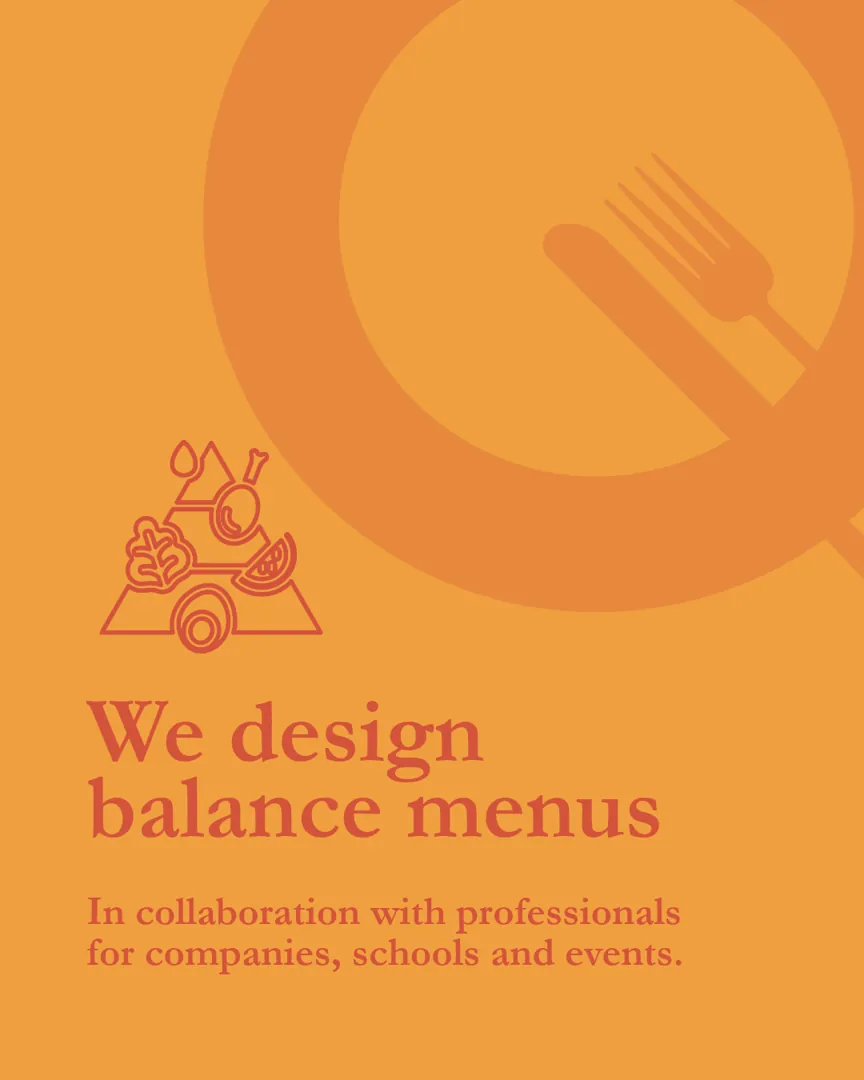 We design
balance menus
In collaboration with professionals
for companies, schools and events.